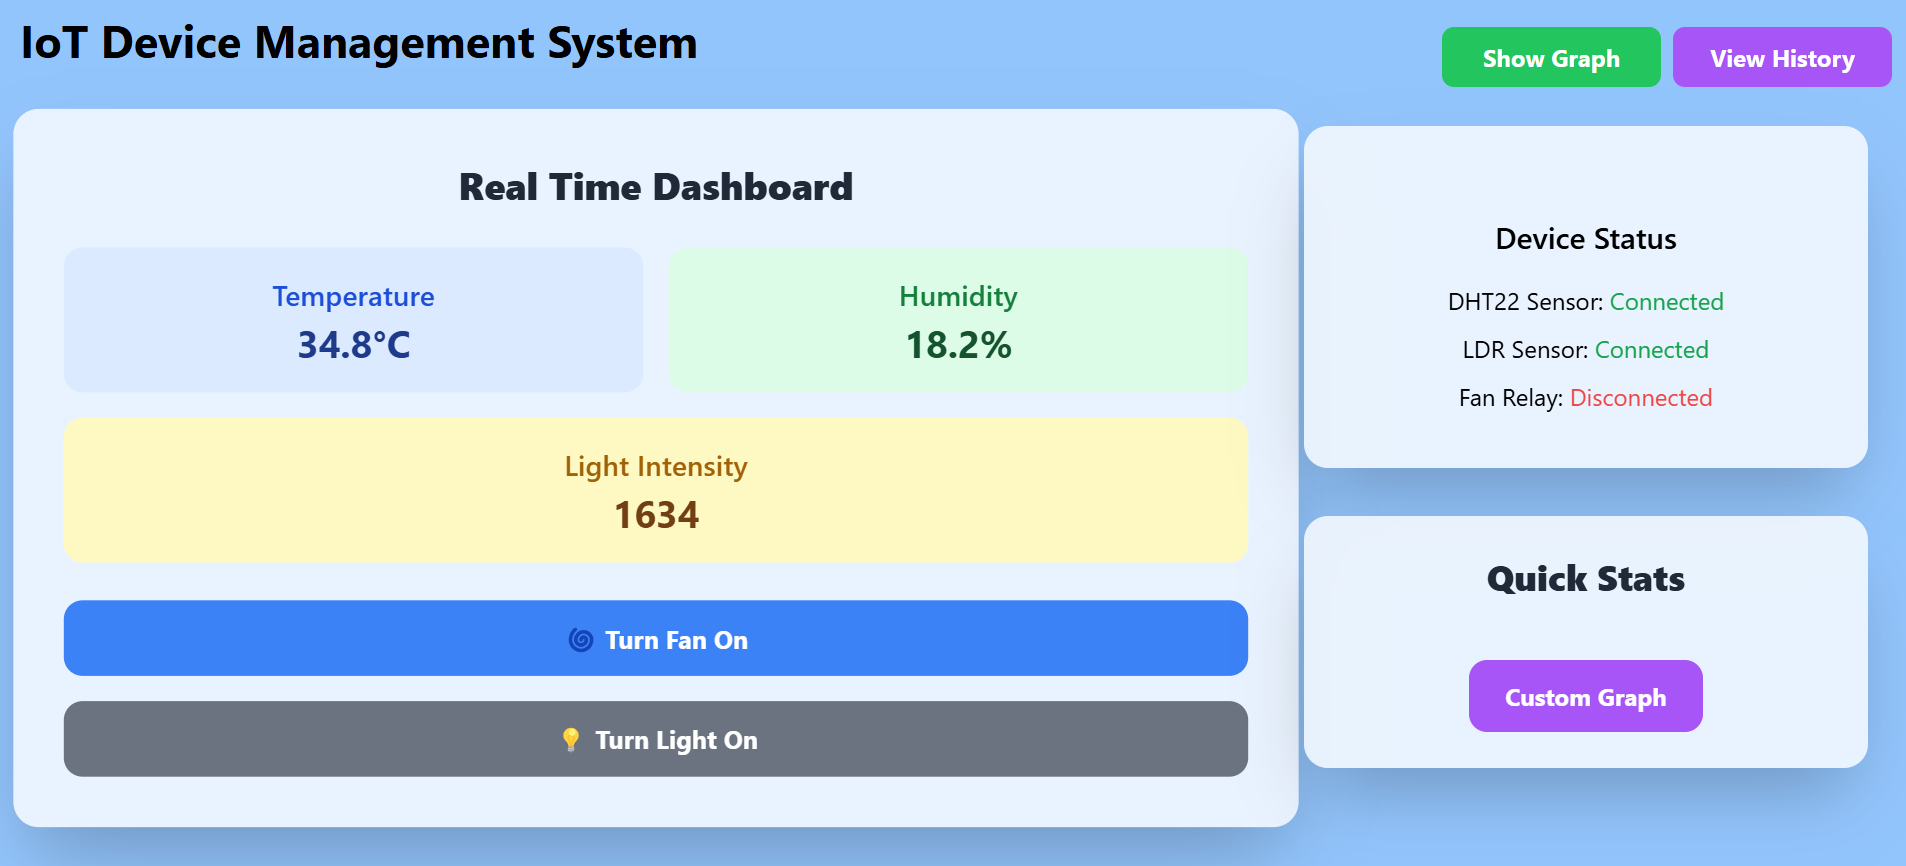 IoT Device Management System
Show Graph
View History
Real Time Dashboard
Temperature
34.8°C
Humidity
18.2%
Light Intensity
1634
🌀 Turn Fan On
💡 Turn Light On
Device Status
DHT22 Sensor: Connected
LDR Sensor: Connected
Fan Relay: Disconnected
Quick Stats
Custom Graph